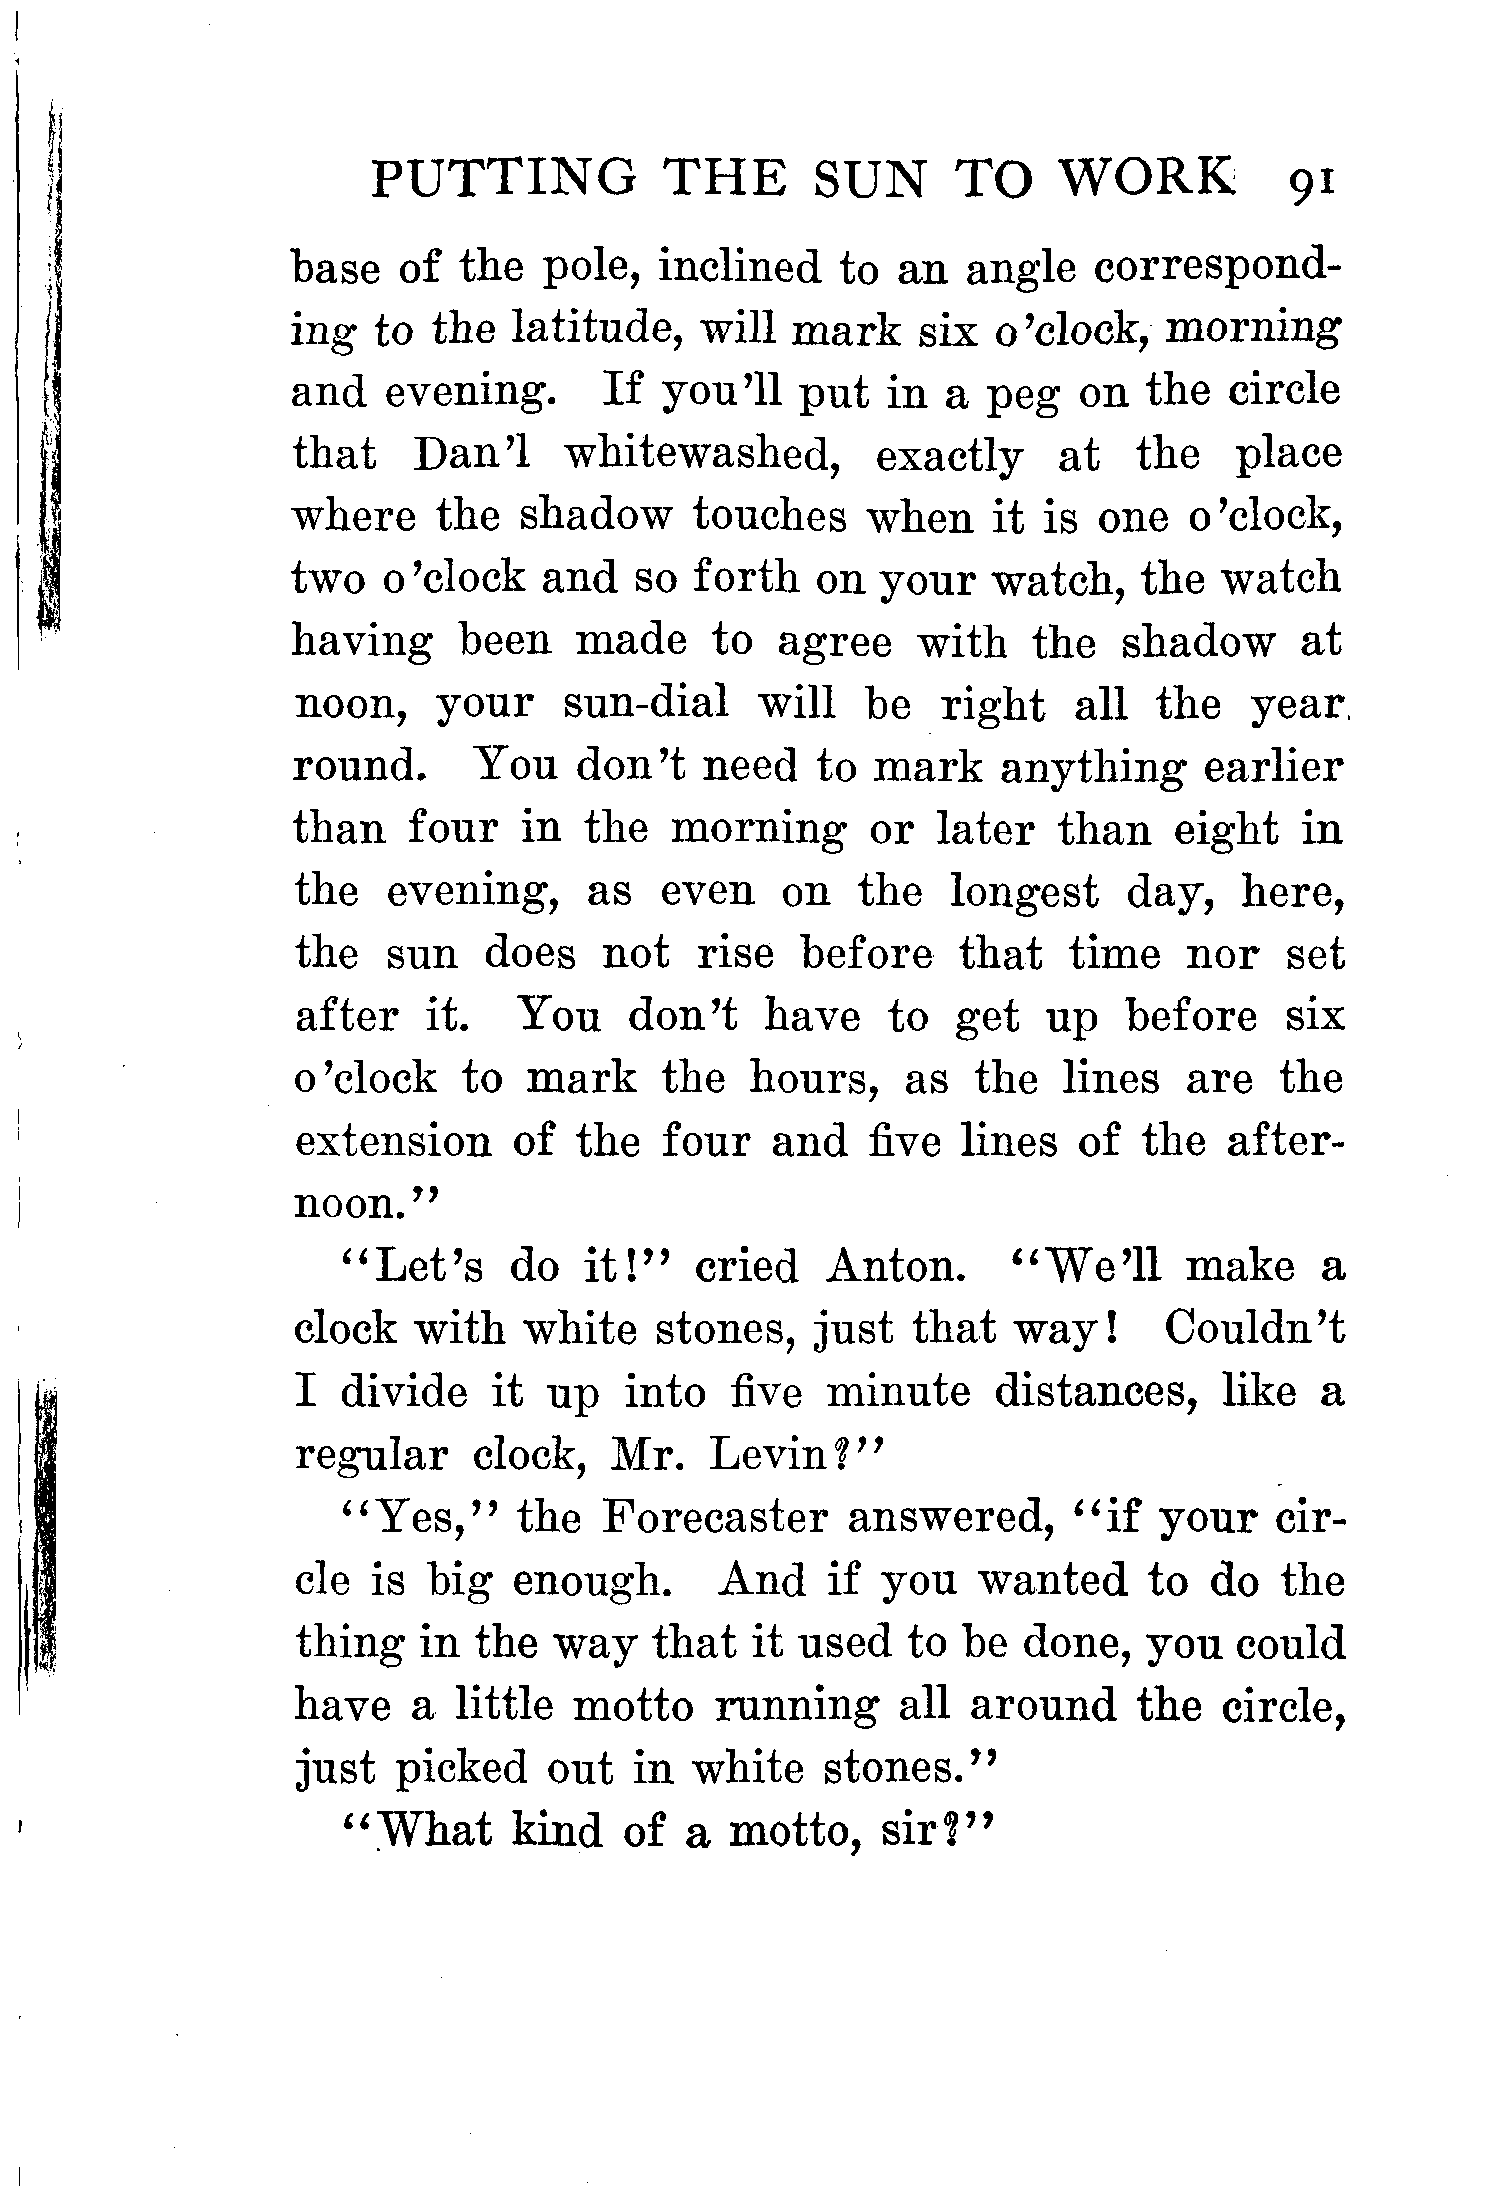 PUTTING THE SUN TO WORK 91
base of the pole, inclined to an angle correspond-
ing to the latitude, will mark six o'clock, morning
and evening. If you'll put in a peg on the circle
that Dan'l whitewashed, exactly at the place
where the shadow touches when it is one o'clock,
two o'clock and so forth on your watch, the watch
having been made to agree with the shadow at
noon, your sun-dial will be right all the year
round. You don't need to mark anything earlier
than four in the morning or later than eight in
the evening, as even on the longest day, here,
the sun does not rise before that time nor set
after it. You don't have to get up before six
o'clock to mark the hours, as the lines are the
extension of the four and five lines of the after-
noon."
"Let's do it!" cried Anton. "We'll make a
clock with white stones, just that way! Couldn't
I divide it up into five minute distances, like a
regular clock, Mr. Levin?"
"Yes," the Forecaster answered, "if your cir-
cle is big enough. And if you wanted to do the
thing in the way that it used to be done, you could
have a little motto running all around the circle,
just picked out in white stones."
"What kind of a motto, sir?"